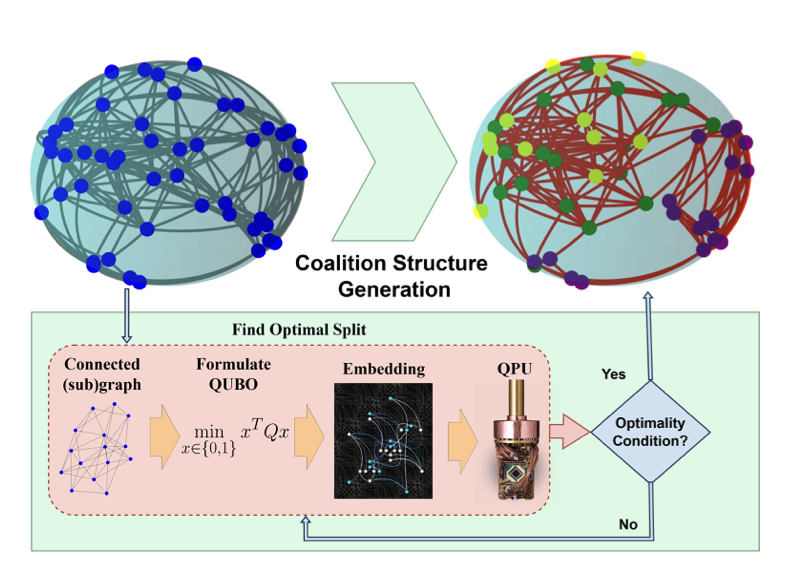 Coalition Structure
Generation
Find Optimal Split
Connected
(sub)graph
Formulate
QUBO
Embedding
QPU
min x^T Qx
x∈{0,1}
Yes
Optimality
Condition?
No